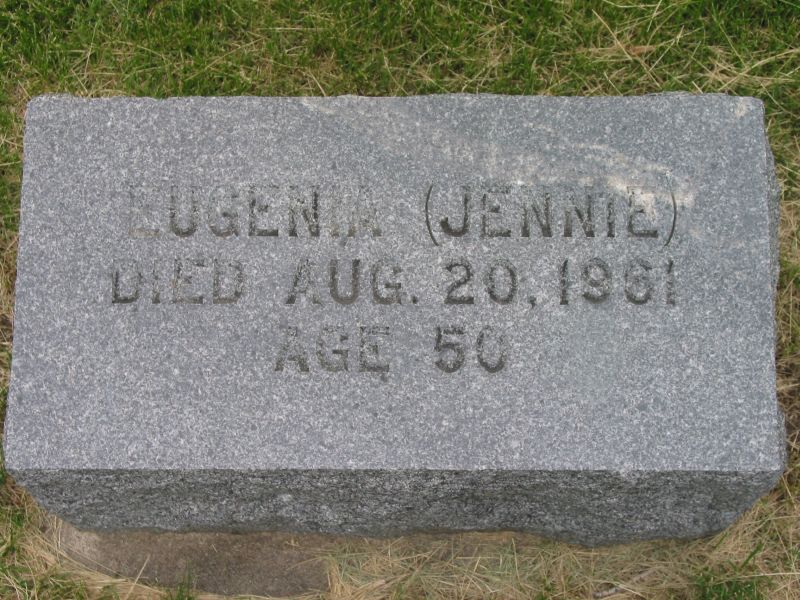 EUGENIA (JENNIE)
DIED AUG. 20, 1961
AGE 50